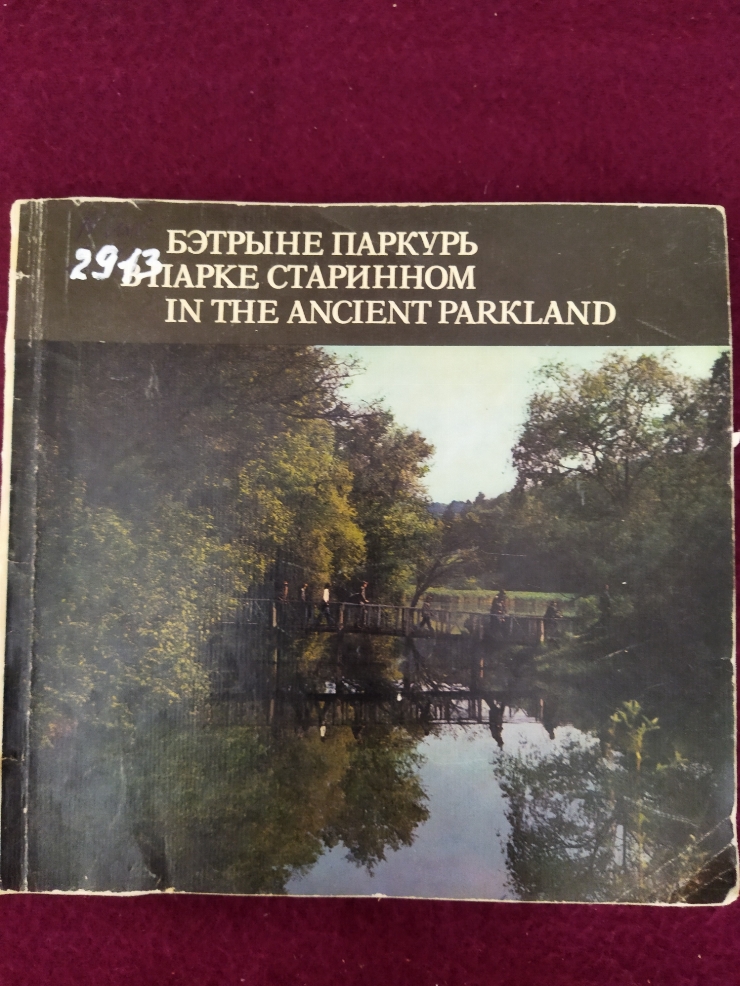 БЭТРЫНЕ ПАРКУРЬ
2913
В ПАРКЕ СТАРИННОМ
IN THE ANCIENT PARKLAND